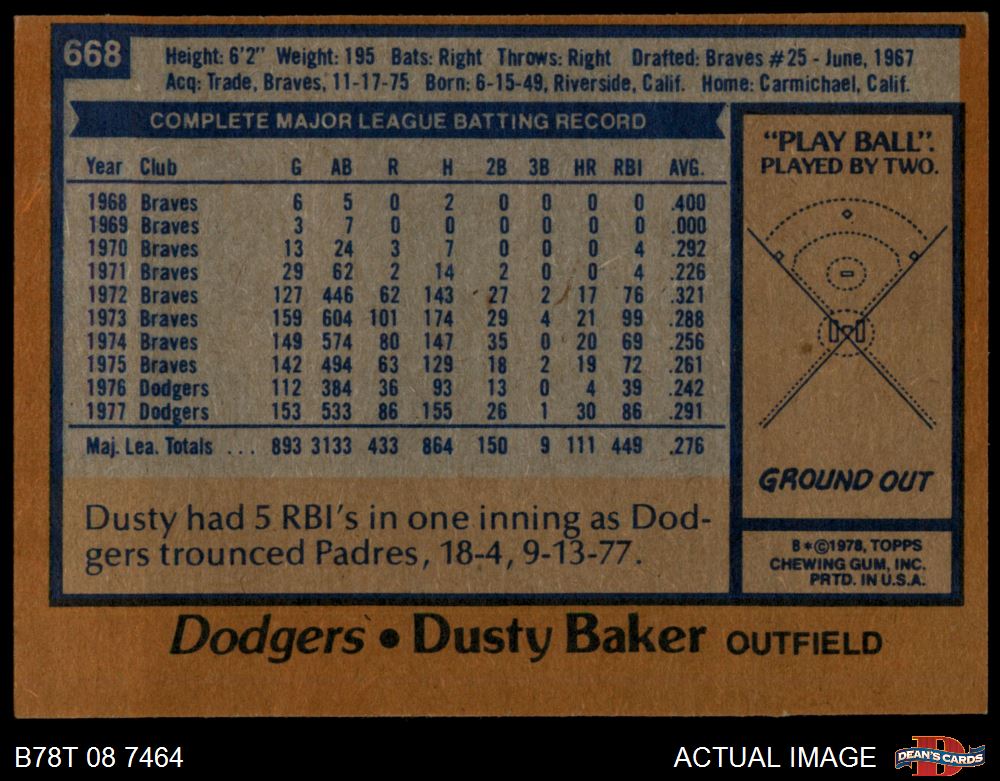 668
Height: 6'2" Weight: 195 Bats: Right Throws: Right Drafted: Braves #25 - June, 1967
Acq: Trade, Braves, 11-17-75 Born: 6-15-49, Riverside, Calif. Home: Carmichael, Calif.
COMPLETE MAJOR LEAGUE BATTING RECORD
Year Club G AB R H 2B 3B HR RBI AVG.
1968 Braves 6 5 0 2 0 0 0 0 .400
1969 Braves 3 7 0 0 0 0 0 0 .000
1970 Braves 13 24 3 7 0 0 0 4 .292
1971 Braves 29 62 2 14 2 0 0 4 .226
1972 Braves 127 446 62 143 27 2 17 76 .321
1973 Braves 159 604 101 174 29 4 21 99 .288
1974 Braves 149 574 80 147 35 0 20 69 .256
1975 Braves 142 494 63 129 18 2 19 72 .261
1976 Dodgers 112 384 36 93 13 0 4 39 .242
1977 Dodgers 153 533 86 155 26 1 30 86 .291
Maj. Lea. Totals ... 893 3133 433 864 150 9 111 449 .276
Dusty had 5 RBI's in one inning as Dod-
gers trounced Padres, 18-4, 9-13-77.
"PLAY BALL".
PLAYED BY TWO.
GROUND OUT
B*©1978, TOPPS
CHEWING GUM, INC.
PRTD. IN U.S.A.
Dodgers • Dusty Baker OUTFIELD
B78T 08 7464
ACTUAL IMAGE
D
DEAN'S CARDS